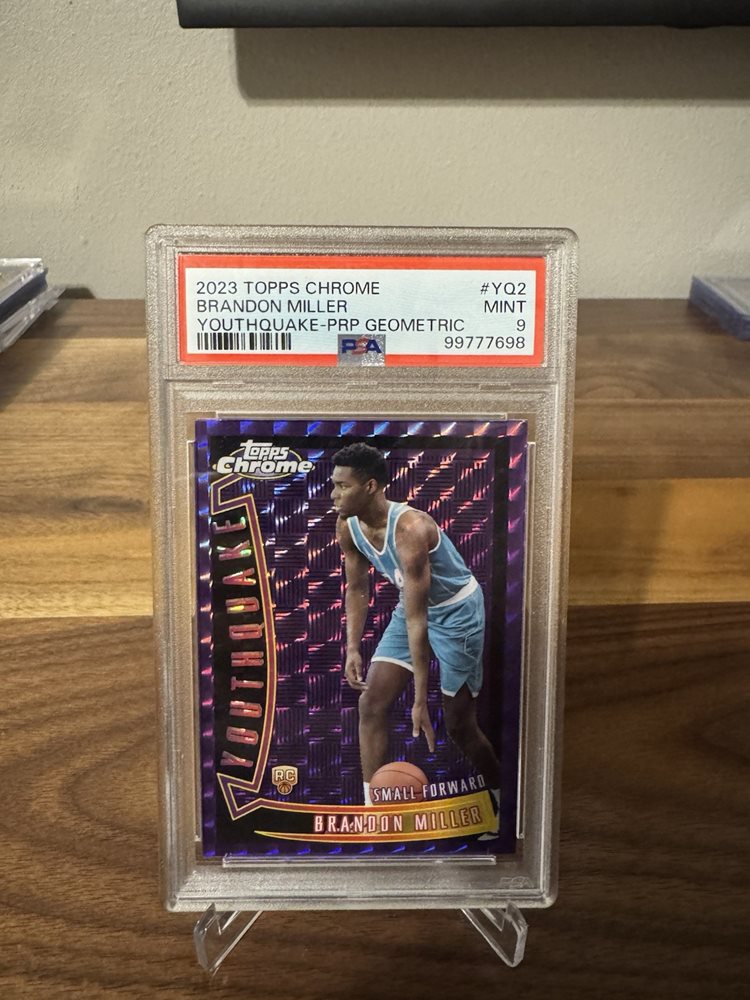 2023 TOPPS CHROME #YQ2
BRANDON MILLER MINT
YOUTHQUAKE-PRP GEOMETRIC 9
PSA 99777698
Topps
Chrome
YOUTHQUAKE
RC
SMALL FORWARD
BRANDON MILLER